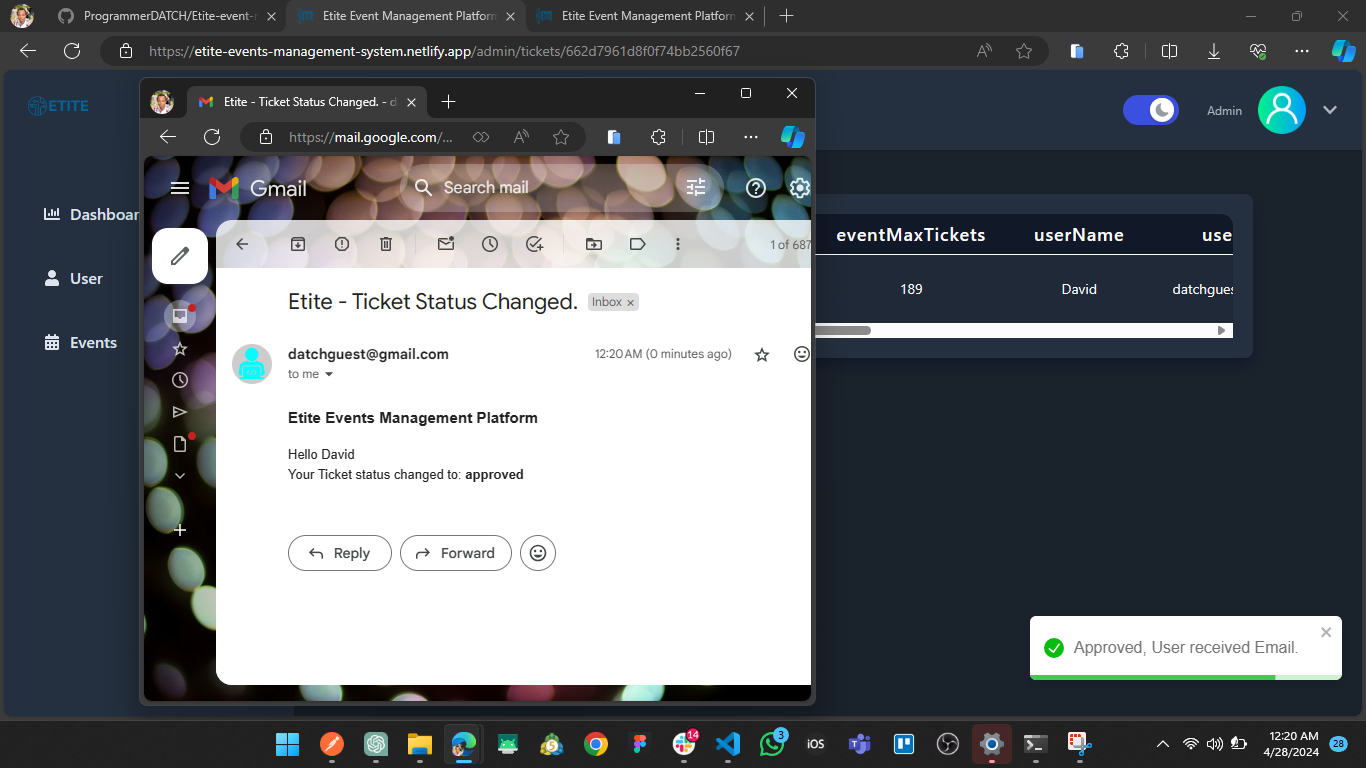 ProgrammerDATCH/Etite-event-r
Etite Event Management Platform
Etite Event Management Platform
https://etite-events-management-system.netlify.app/admin/tickets/662d7961d8f0f74bb2560f67
ETITE
Admin
Etite - Ticket Status Changed. - d
https://mail.google.com/...
Gmail
Search mail
Dashboar
User
Events
1 of 687
Etite - Ticket Status Changed.
Inbox ×
datchguest@gmail.com
12:20 AM (0 minutes ago)
to me
Etite Events Management Platform
Hello David
Your Ticket status changed to: approved
Reply
Forward
eventMaxTickets
userName
use
189
David
datchgues
Approved, User received Email.
14
3
iOS
12:20 AM
4/28/2024
28